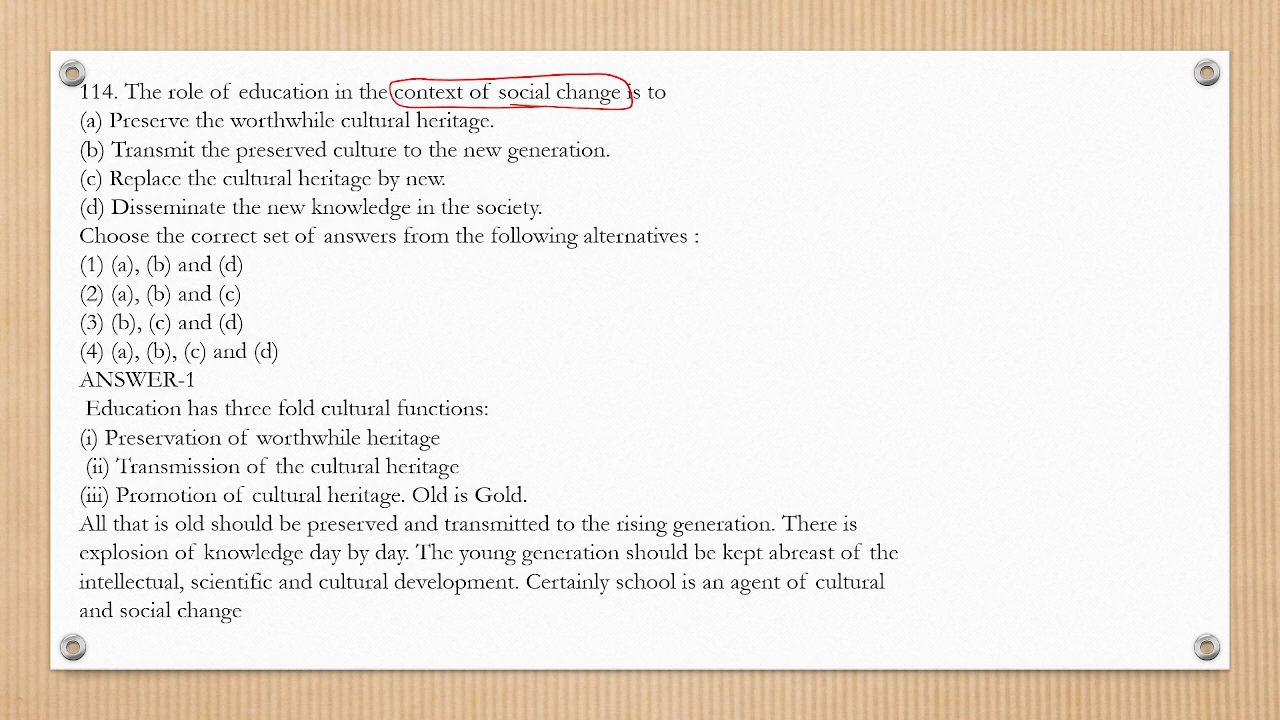 114. The role of education in the context of social change is to
(a) Preserve the worthwhile cultural heritage.
(b) Transmit the preserved culture to the new generation.
(c) Replace the cultural heritage by new.
(d) Disseminate the new knowledge in the society.
Choose the correct set of answers from the following alternatives :
(1) (a), (b) and (d)
(2) (a), (b) and (c)
(3) (b), (c) and (d)
(4) (a), (b), (c) and (d)
ANSWER-1
Education has three fold cultural functions:
(i) Preservation of worthwhile heritage
(ii) Transmission of the cultural heritage
(iii) Promotion of cultural heritage. Old is Gold.
All that is old should be preserved and transmitted to the rising generation. There is
explosion of knowledge day by day. The young generation should be kept abreast of the
intellectual, scientific and cultural development. Certainly school is an agent of cultural
and social change